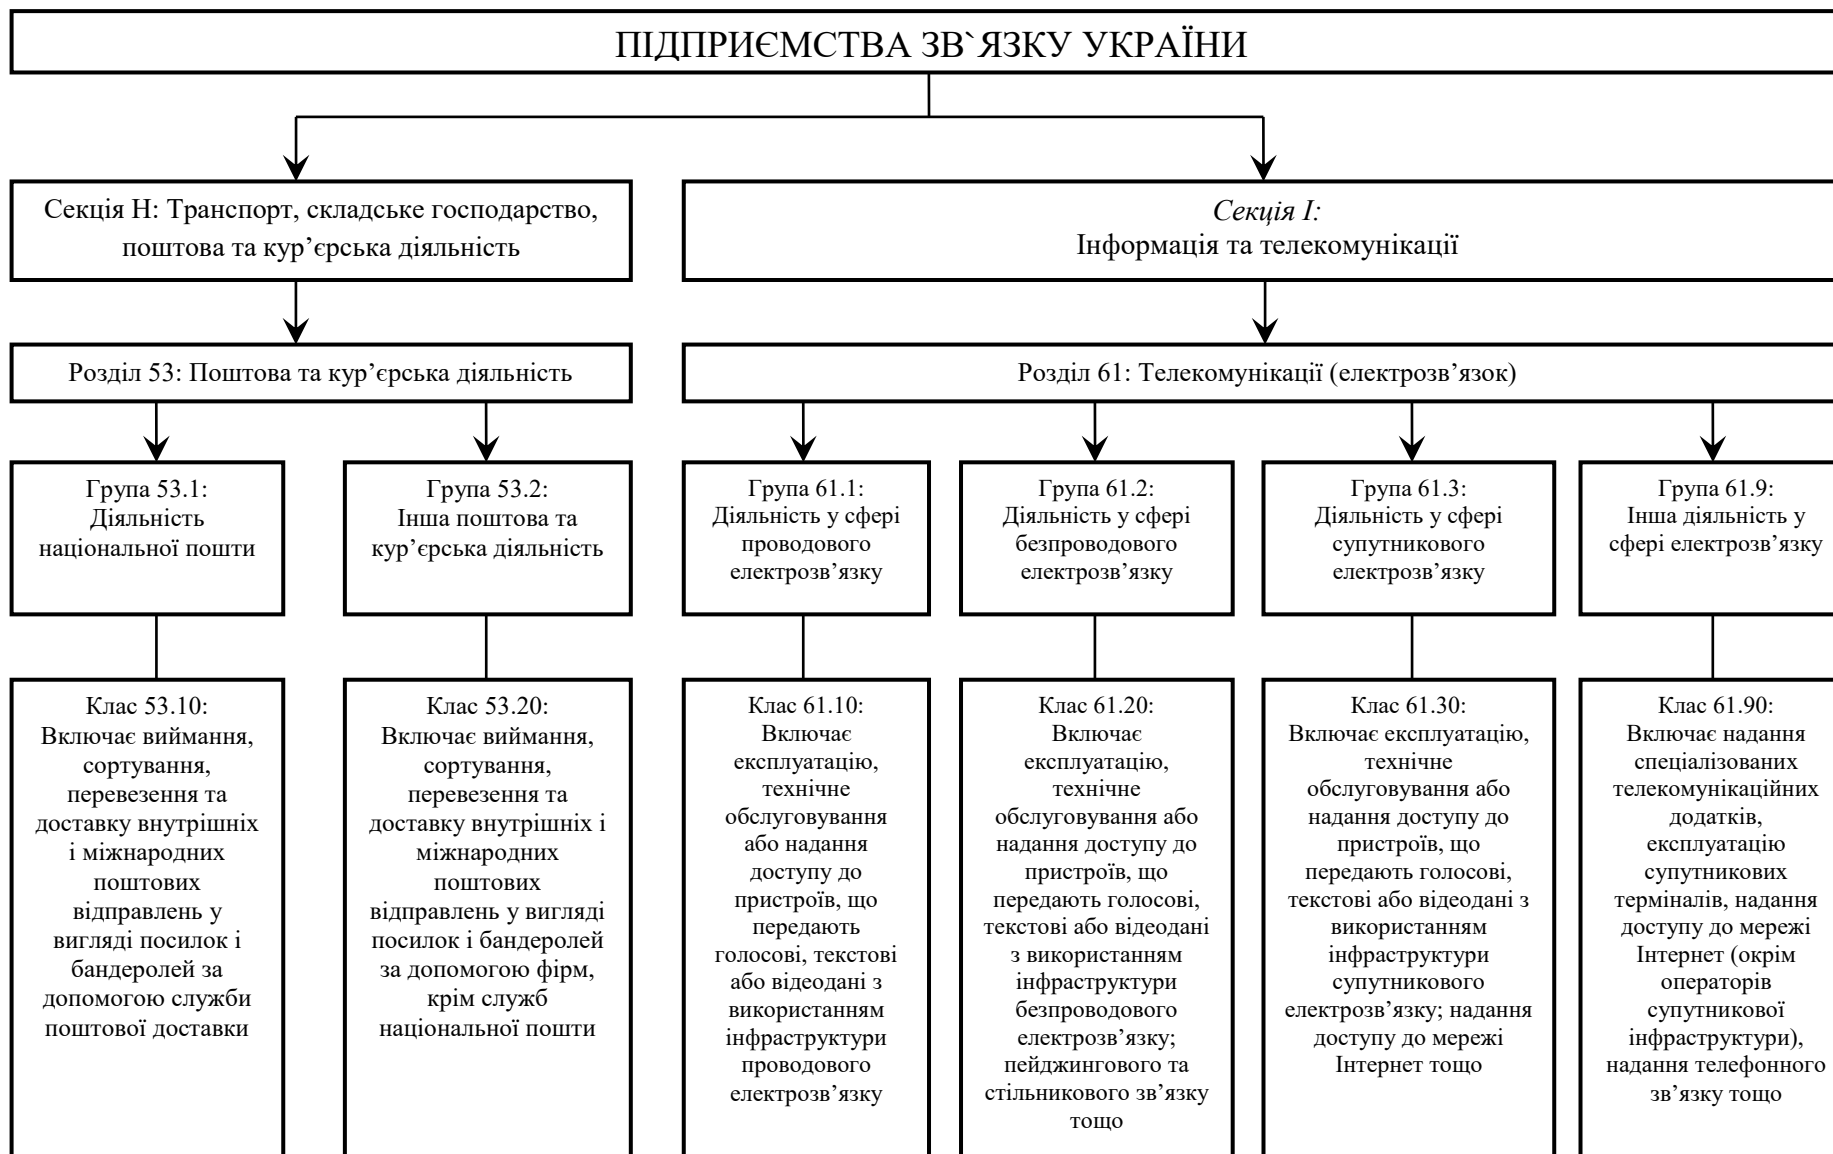 ПІДПРИЄМСТВА ЗВ`ЯЗКУ УКРАЇНИ
Секція Н: Транспорт, складське господарство,
поштова та кур’єрська діяльність
Секція І:
Інформація та телекомунікації
Розділ 53: Поштова та кур’єрська діяльність
Розділ 61: Телекомунікації (електрозв’язок)
Група 53.1:
Діяльність
національної пошти
Група 53.2:
Інша поштова та
кур’єрська діяльність
Група 61.1:
Діяльність у сфері
проводового
електрозв’язку
Група 61.2:
Діяльність у сфері
безпроводового
електрозв’язку
Група 61.3:
Діяльність у сфері
супутникового
електрозв’язку
Група 61.9:
Інша діяльність у
сфері електрозв’язку
Клас 53.10:
Включає виймання,
сортування,
перевезення та
доставку внутрішніх
і міжнародних
поштових
відправлень у
вигляді посилок і
бандеролей за
допомогою служби
поштової доставки
Клас 53.20:
Включає виймання,
сортування,
перевезення та
доставку внутрішніх і
міжнародних
поштових
відправлень у вигляді
посилок і бандеролей
за допомогою фірм,
крім служб
національної пошти
Клас 61.10:
Включає
експлуатацію,
технічне
обслуговування
або надання
доступу до
пристроїв, що
передають
голосові, текстові
або відеодані з
використанням
інфраструктури
проводового
електрозв’язку
Клас 61.20:
Включає
експлуатацію,
технічне
обслуговування або
надання доступу до
пристроїв, що
передають голосові,
текстові або відеодані
з використанням
інфраструктури
безпроводового
електрозв’язку;
пейджингового та
стільникового зв’язку
тощо
Клас 61.30:
Включає експлуатацію,
технічне
обслуговування або
надання доступу до
пристроїв, що
передають голосові,
текстові або відеодані з
використанням
інфраструктури
супутникового
електрозв’язку; надання
доступу до мережі
Інтернет тощо
Клас 61.90:
Включає надання
спеціалізованих
телекомунікаційних
додатків,
експлуатацію
супутникових
терміналів, надання
доступу до мережі
Інтернет (окрім
операторів
супутникової
інфраструктури),
надання телефонного
зв’язку тощо